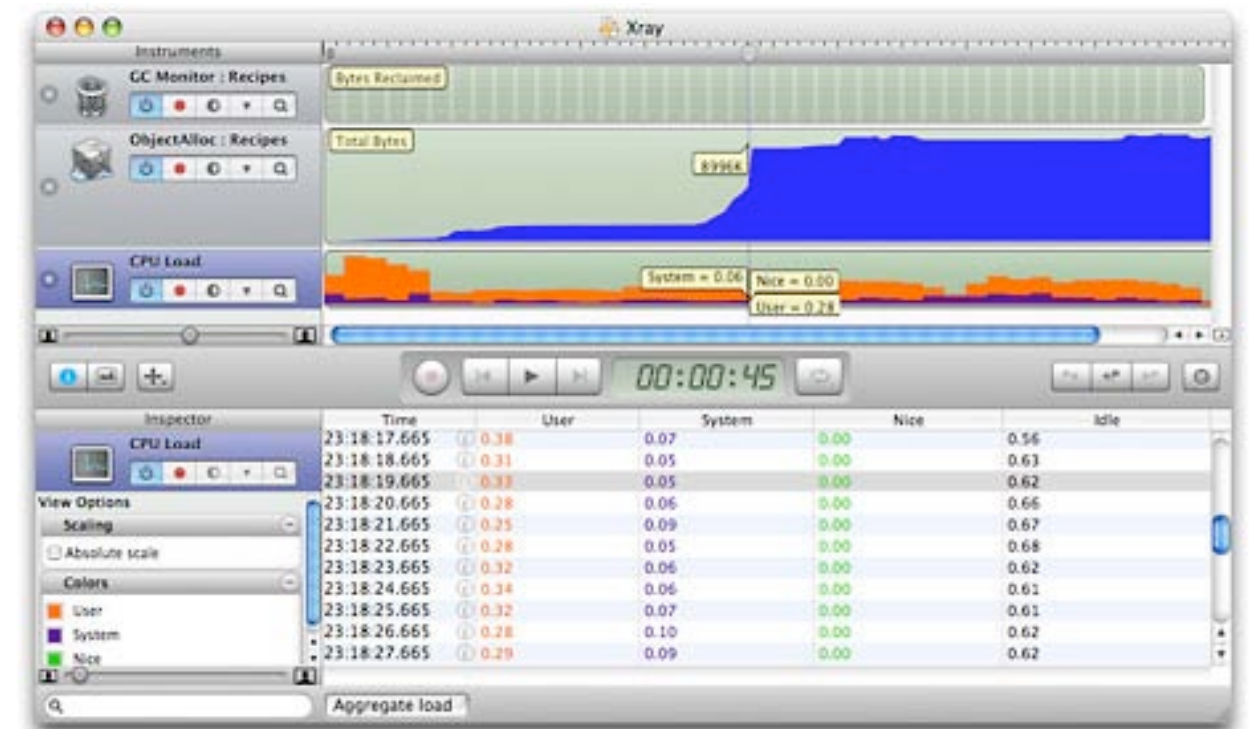 Xray
Instruments
GC Monitor : Recipes
Bytes Reclaimed
ObjectAlloc : Recipes
Total Bytes
8996K
CPU Load
System = 0.06
Nice = 0.00
User = 0.28
00:00:45
Inspector
CPU Load
View Options
Scaling
Absolute scale
Colors
User
System
Nice
Time User System Nice Idle
23:18:17.665 0.38 0.07 0.00 0.56
23:18:18.665 0.31 0.05 0.00 0.63
23:18:19.665 0.33 0.05 0.00 0.62
23:18:20.665 0.28 0.06 0.00 0.66
23:18:21.665 0.25 0.09 0.00 0.67
23:18:22.665 0.28 0.05 0.00 0.68
23:18:23.665 0.32 0.06 0.00 0.62
23:18:24.665 0.34 0.06 0.00 0.61
23:18:25.665 0.32 0.07 0.00 0.61
23:18:26.665 0.28 0.10 0.00 0.62
23:18:27.665 0.29 0.09 0.00 0.62
Aggregate load